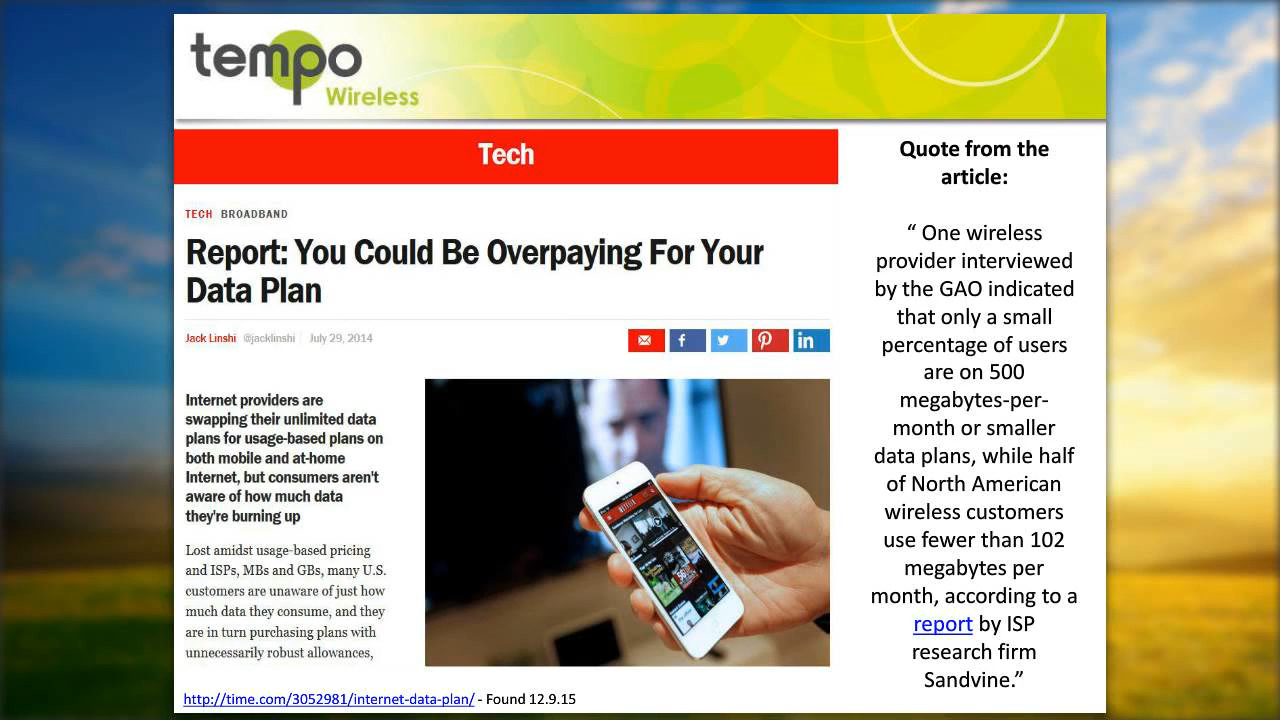 tempo
Wireless
Tech
TECH BROADBAND
Report: You Could Be Overpaying For Your
Data Plan
Jack Linshi @jacklinshi July 29, 2014
Internet providers are
swapping their unlimited data
plans for usage-based plans on
both mobile and at-home
Internet, but consumers aren't
aware of how much data
they're burning up
Lost amidst usage-based pricing
and ISPs, MBs and GBs, many U.S.
customers are unaware of just how
much data they consume, and they
are in turn purchasing plans with
unnecessarily robust allowances,
NETFLIX
http://time.com/3052981/internet-data-plan/ - Found 12.9.15
Quote from the
article:
“ One wireless
provider interviewed
by the GAO indicated
that only a small
percentage of users
are on 500
megabytes-per-
month or smaller
data plans, while half
of North American
wireless customers
use fewer than 102
megabytes per
month, according to a
report by ISP
research firm
Sandvine.”